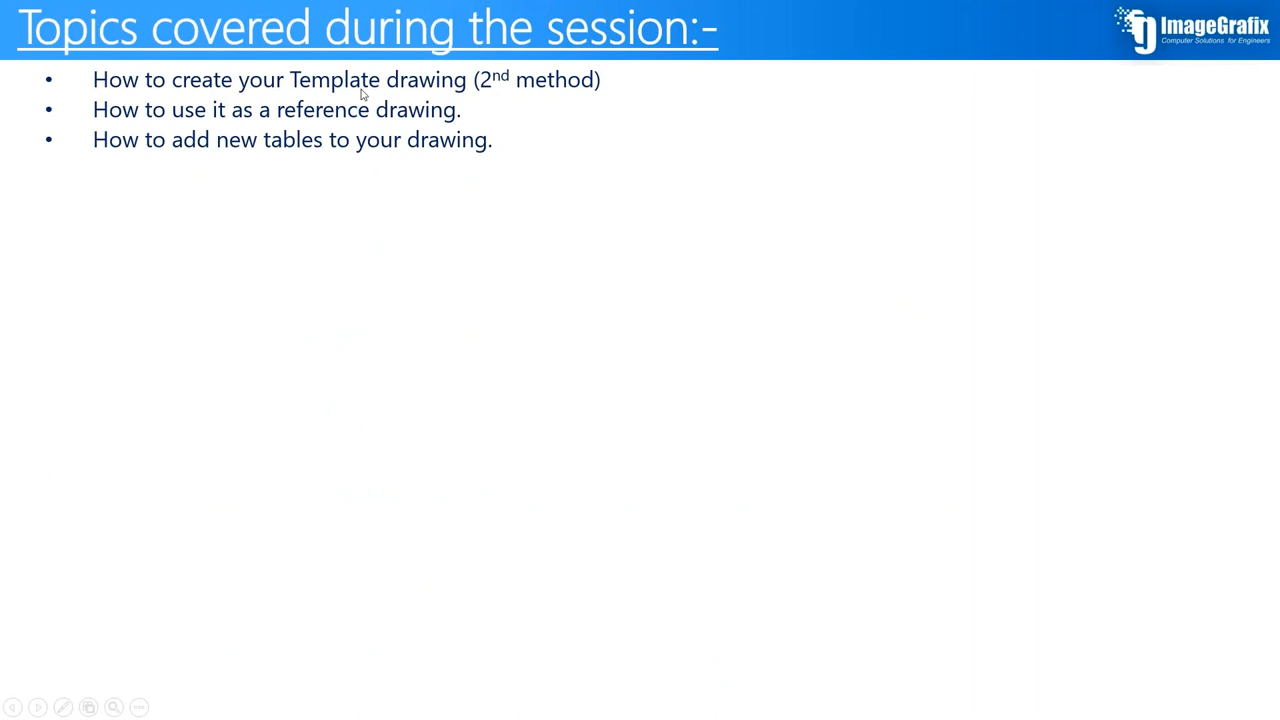 Topics covered during the session:-
ImageGrafix
Computer Solutions for Engineers
• How to create your Template drawing (2nd method)
• How to use it as a reference drawing.
• How to add new tables to your drawing.